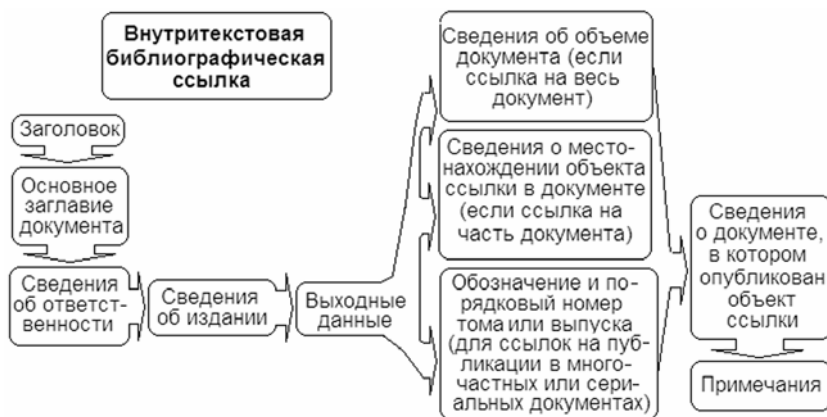 Внутритекстовая
библиографическая
ссылка
Заголовок
Основное
заглавие
документа
Сведения
об ответст-
венности
Сведения
об издании
Выходные
данные
Сведения об объеме
документа (если
ссылка на весь
документ)
Сведения о место-
нахождении объекта
ссылки в документе
(если ссылка на
часть документа)
Обозначение и по-
рядковый номер
тома или выпуска
(для ссылок на пуб-
ликации в много-
частных или сери-
альных документах)
Сведения
о документе,
в котором
опубликован
объект
ссылки
Примечания